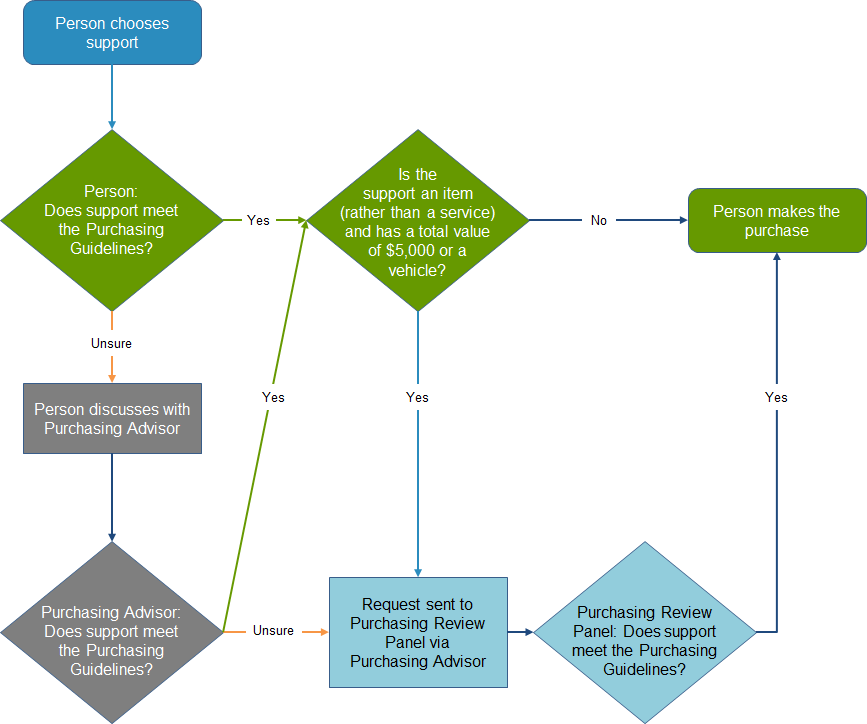 Person chooses
support
Person:
Does support meet
the Purchasing
Guidelines?
Yes
Is the
support an item
(rather than a service)
and has a total value
of $5,000 or a
vehicle?
No
Person makes the
purchase
Unsure
Person discusses with
Purchasing Advisor
Yes
Yes
Yes
Purchasing Advisor:
Does support meet
the Purchasing
Guidelines?
Unsure
Request sent to
Purchasing Review
Panel via
Purchasing Advisor
Purchasing Review
Panel: Does support
meet the Purchasing
Guidelines?